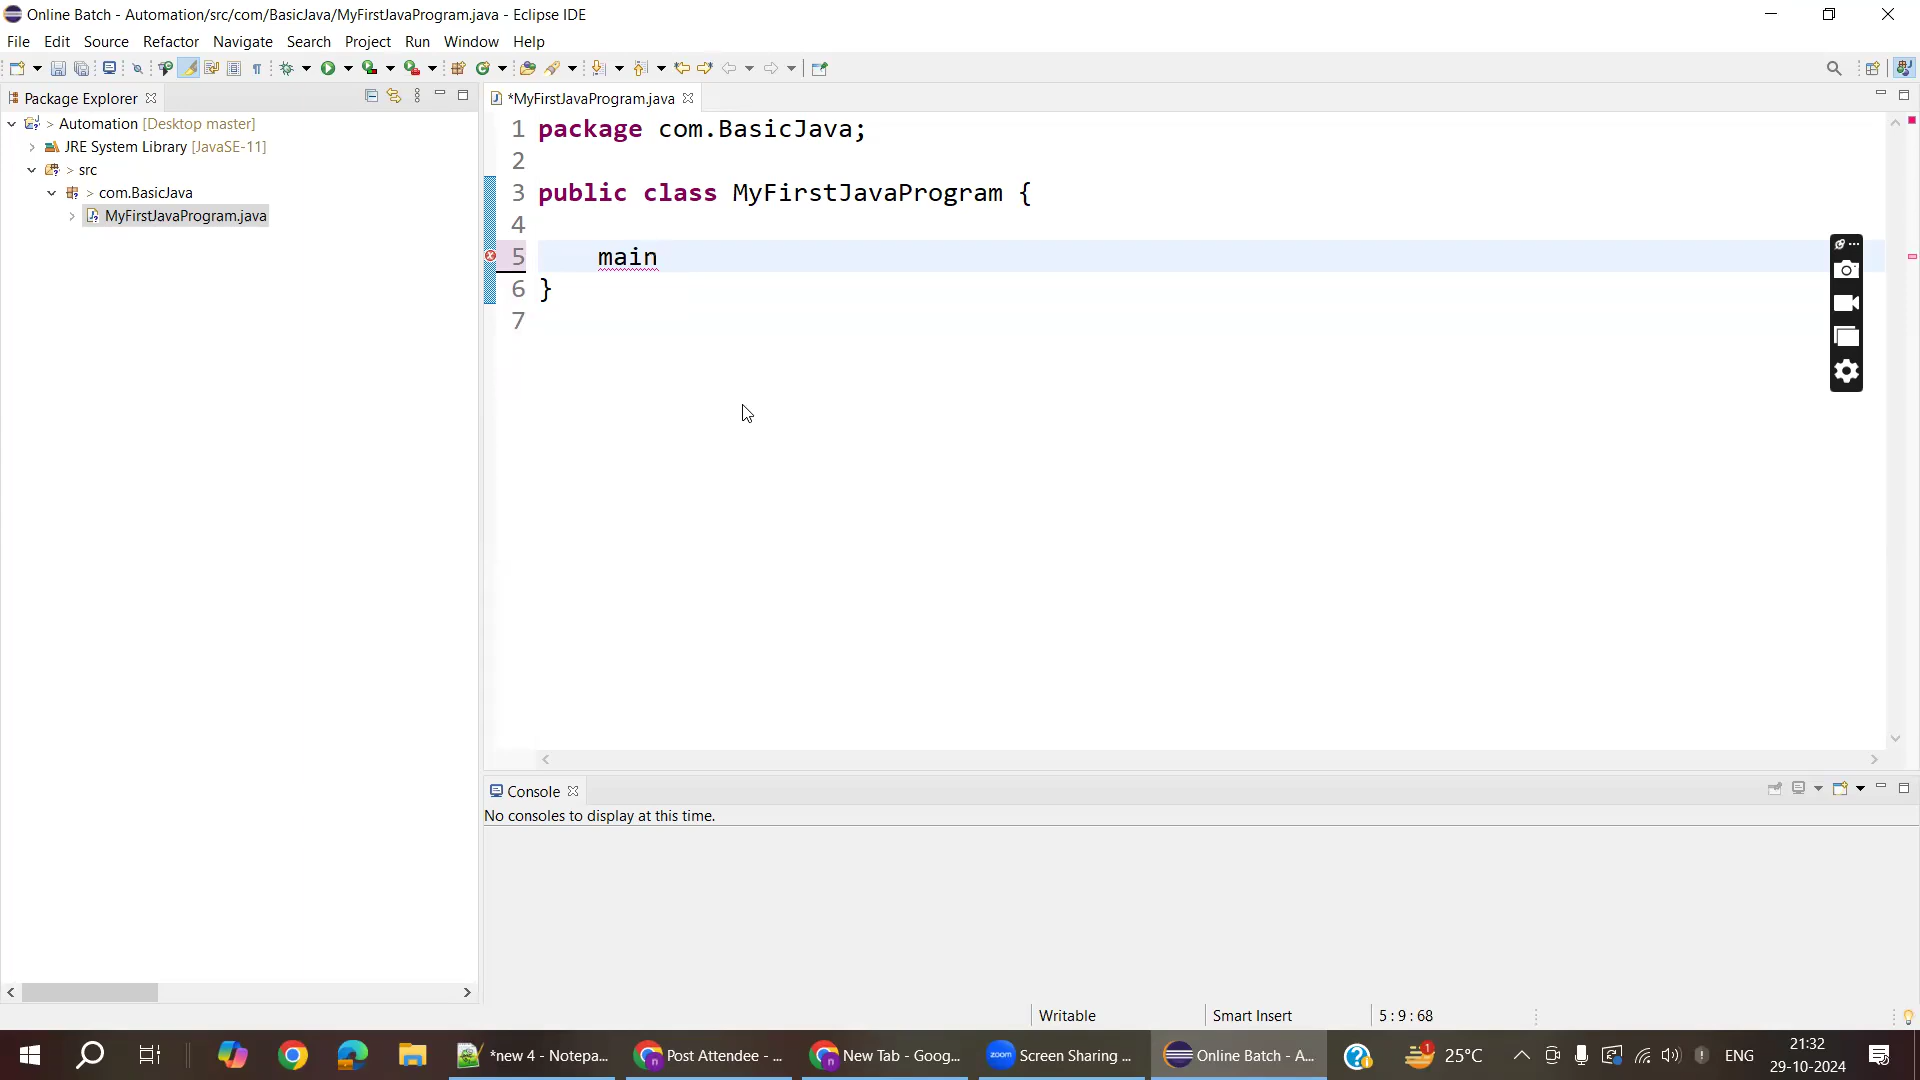 Online Batch - Automation/src/com/BasicJava/MyFirstJavaProgram.java - Eclipse IDE
File Edit Source Refactor Navigate Search Project Run Window Help
Package Explorer
*MyFirstJavaProgram.java
> Automation [Desktop master]
JRE System Library [JavaSE-11]
> src
> com.BasicJava
MyFirstJavaProgram.java
1 package com.BasicJava;
2
3 public class MyFirstJavaProgram {
4
5 main
6 }
7
Console
No consoles to display at this time.
Writable
Smart Insert
5 : 9 : 68
*new 4 - Notepa...
Post Attendee - ...
New Tab - Goog...
zoom
Screen Sharing ...
Online Batch - A...
1
25°C
ENG
21:32
29-10-2024